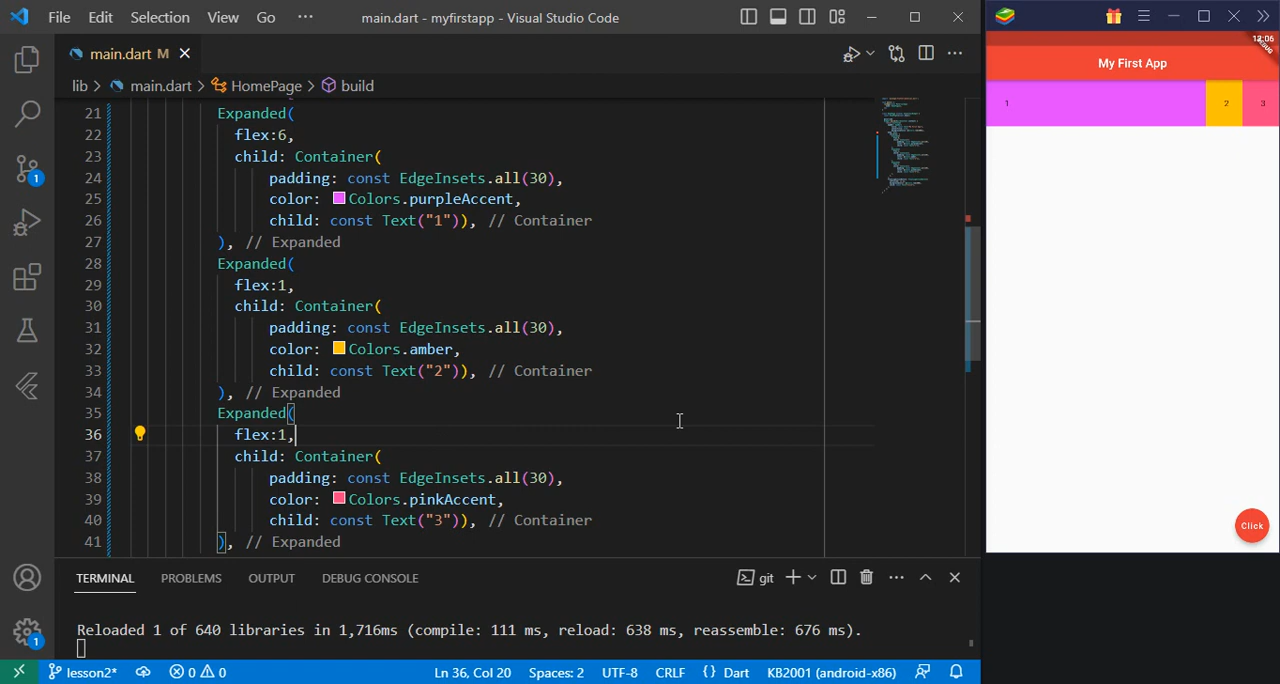 File Edit Selection View Go ··· main.dart - myfirstapp - Visual Studio Code
main.dart M
lib > main.dart > HomePage > build
21 Expanded(
22 flex:6,
23 child: Container(
24 padding: const EdgeInsets.all(30),
25 color: Colors.purpleAccent,
26 child: const Text("1")), // Container
27 ), // Expanded
28 Expanded(
29 flex:1,
30 child: Container(
31 padding: const EdgeInsets.all(30),
32 color: Colors.amber,
33 child: const Text("2")), // Container
34 ), // Expanded
35 Expanded(
36 flex:1,
37 child: Container(
38 padding: const EdgeInsets.all(30),
39 color: Colors.pinkAccent,
40 child: const Text("3")), // Container
41 ), // Expanded
1
1
TERMINAL PROBLEMS OUTPUT DEBUG CONSOLE git
Reloaded 1 of 640 libraries in 1,716ms (compile: 111 ms, reload: 638 ms, reassemble: 676 ms).
lesson2* 0 0 Ln 36, Col 20 Spaces: 2 UTF-8 CRLF {} Dart KB2001 (android-x86)
My First App
1 2 3
Click